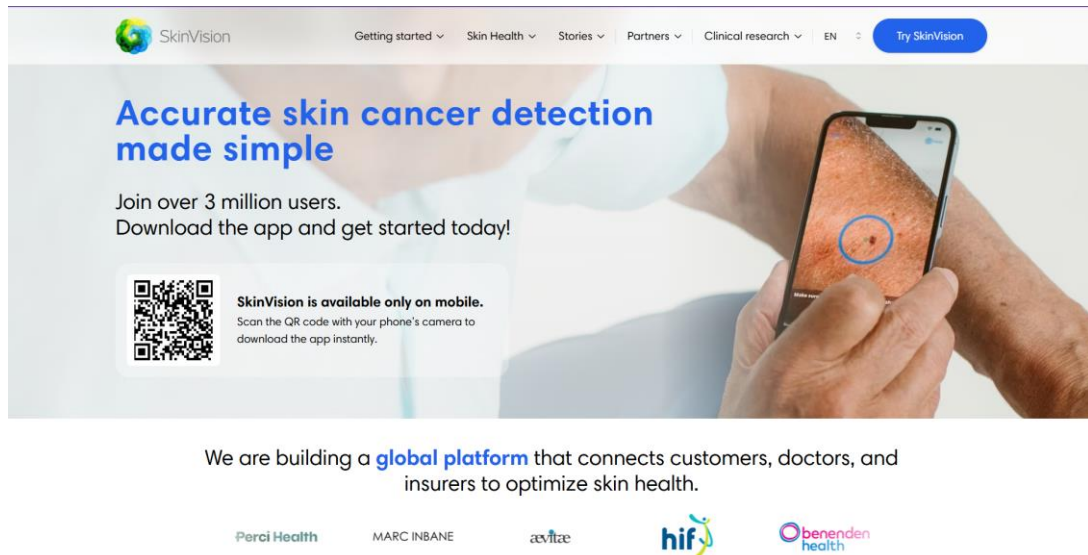 SkinVision
Getting started
Skin Health
Stories
Partners
Clinical research
EN
Try SkinVision
Accurate skin cancer detection
made simple
Join over 3 million users.
Download the app and get started today!
SkinVision is available only on mobile.
Scan the QR code with your phone's camera to
download the app instantly.
We are building a global platform that connects customers, doctors, and
insurers to optimize skin health.
Perci Health
MARC INBANE
ævitæ
hif
benenden
health